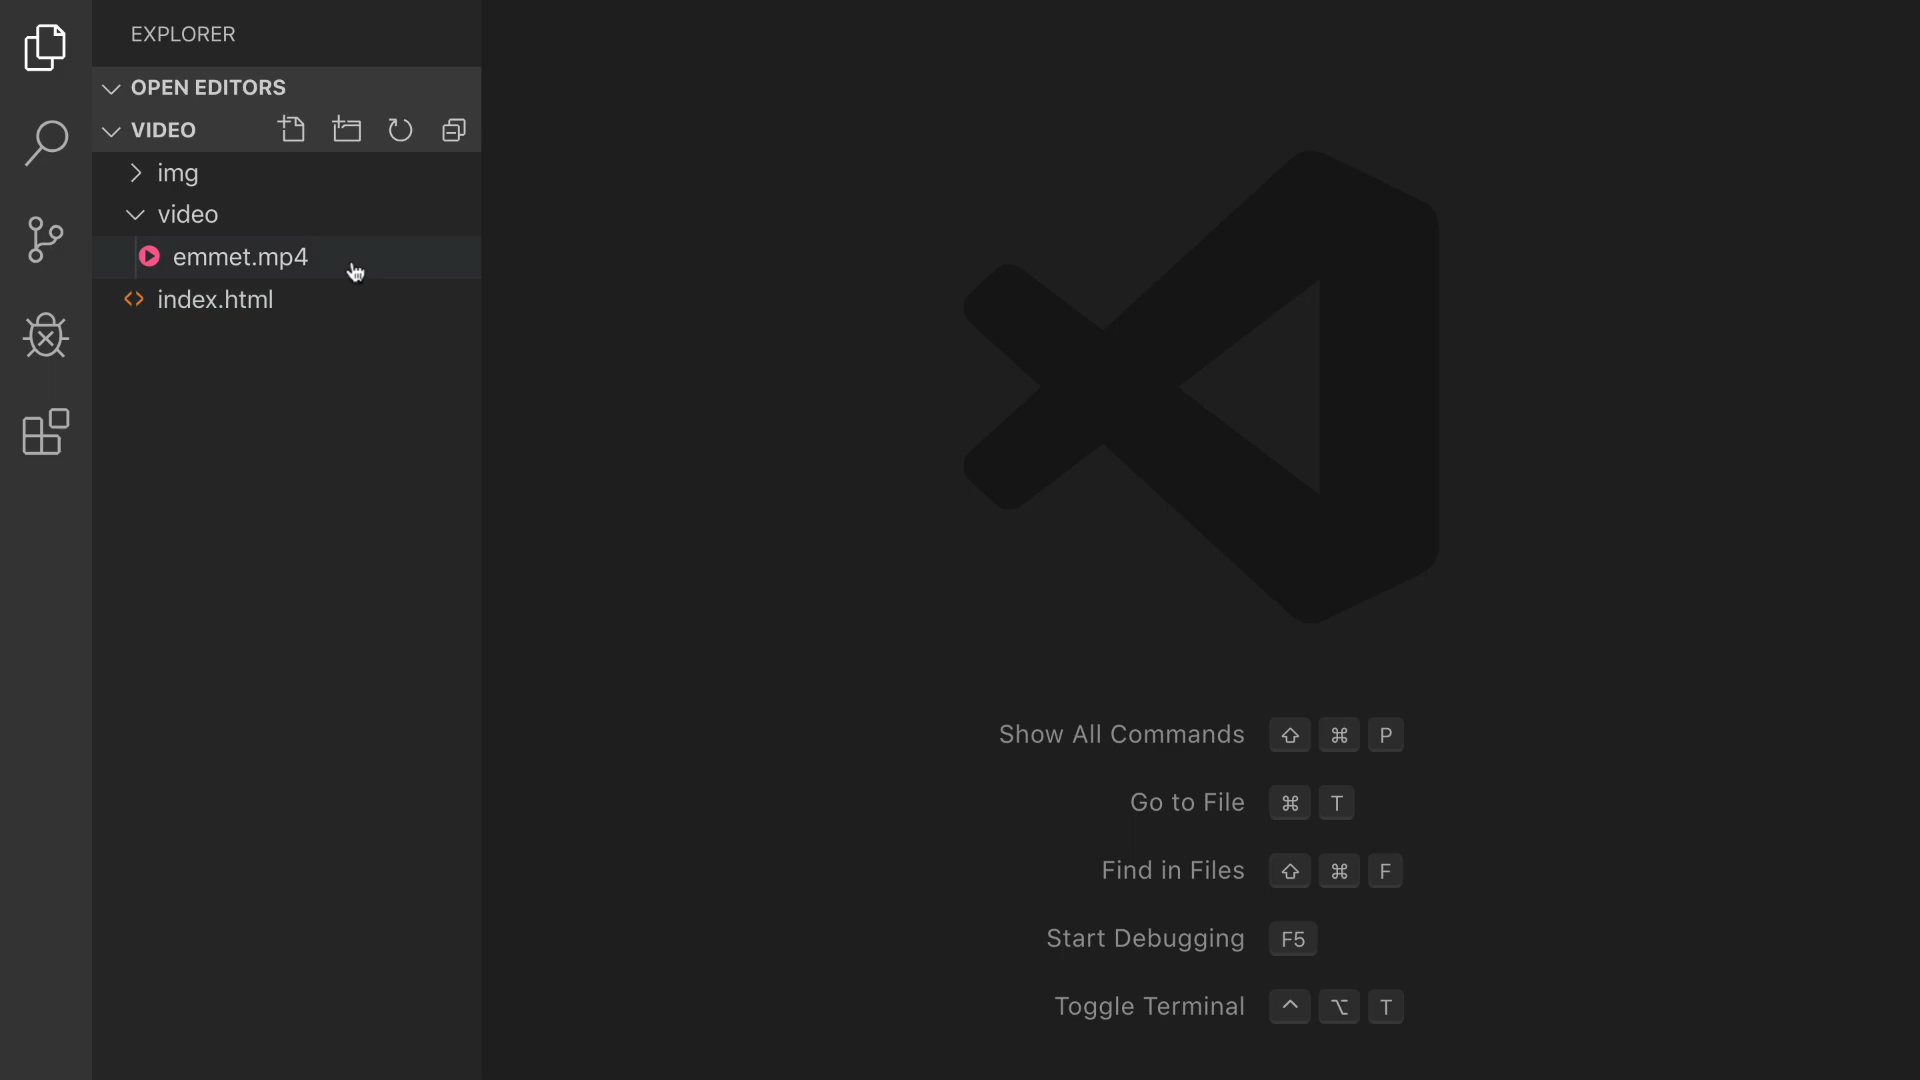 EXPLORER
OPEN EDITORS
VIDEO
img
video
emmet.mp4
index.html
Show All Commands ⇧ ⌘ P
Go to File ⌘ T
Find in Files ⇧ ⌘ F
Start Debugging F5
Toggle Terminal ^ ⌥ T